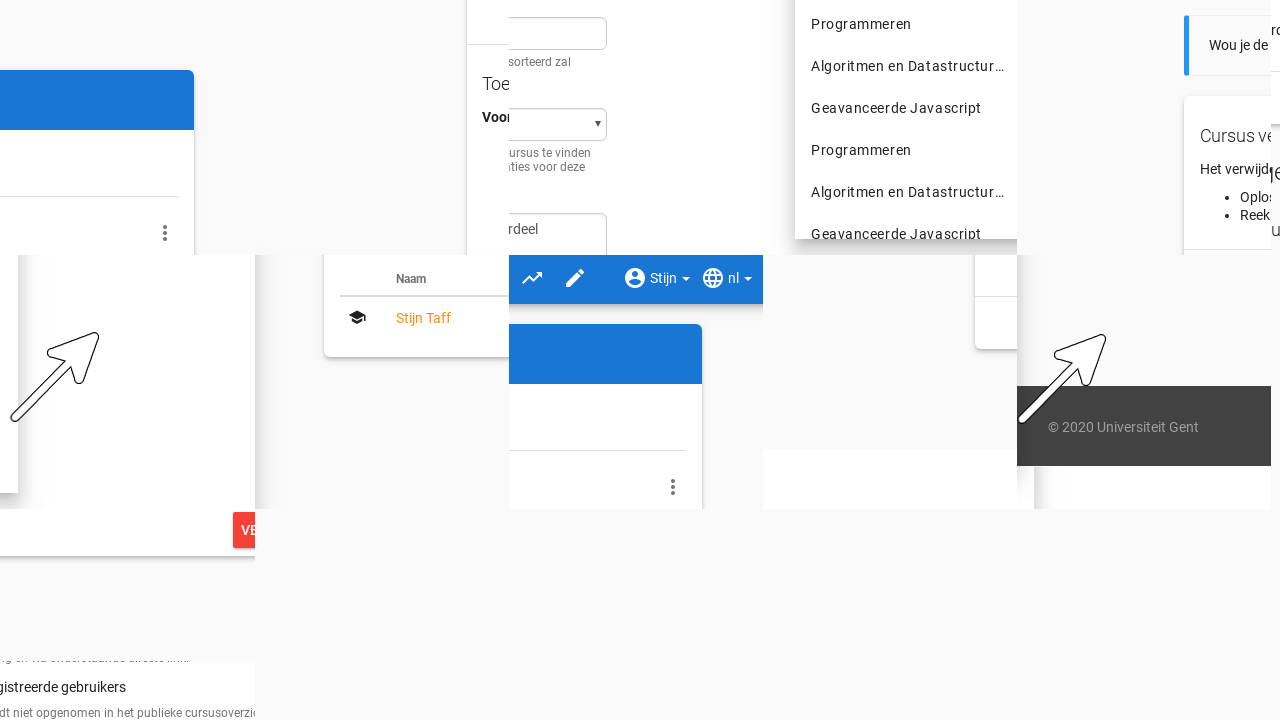 Programmeren
Algoritmen en Datastructur…
Geavanceerde Javascript
Programmeren
Algoritmen en Datastructur…
Geavanceerde Javascript
sorteerd zal
Toe
Voor
ursus te vinden
aties voor deze
rdeel
Wou je de
Cursus ve
Het verwijde
Oplos
Reek
Naam
Stijn Taff
Stijn
nl
© 2020 Universiteit Gent
VE
gistreerde gebruikers
dt niet opgenomen in het publieke cursusoverzic